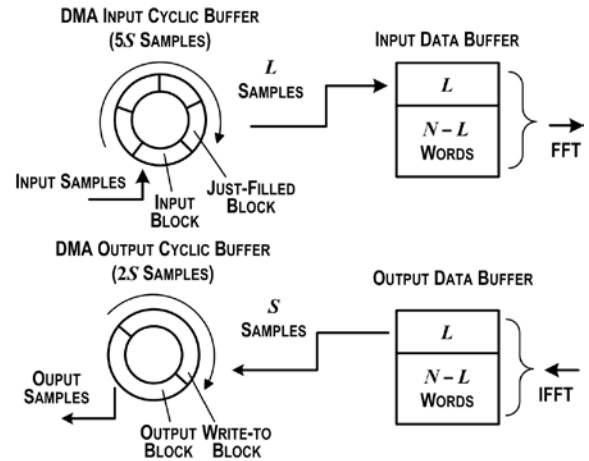 DMA INPUT CYCLIC BUFFER
(5S SAMPLES)
INPUT DATA BUFFER
L
SAMPLES
L
N – L
WORDS
FFT
INPUT SAMPLES
INPUT
BLOCK
JUST-FILLED
BLOCK
DMA OUTPUT CYCLIC BUFFER
(2S SAMPLES)
OUTPUT DATA BUFFER
S
SAMPLES
L
N – L
WORDS
IFFT
OUPUT
SAMPLES
OUTPUT
BLOCK
WRITE-TO
BLOCK